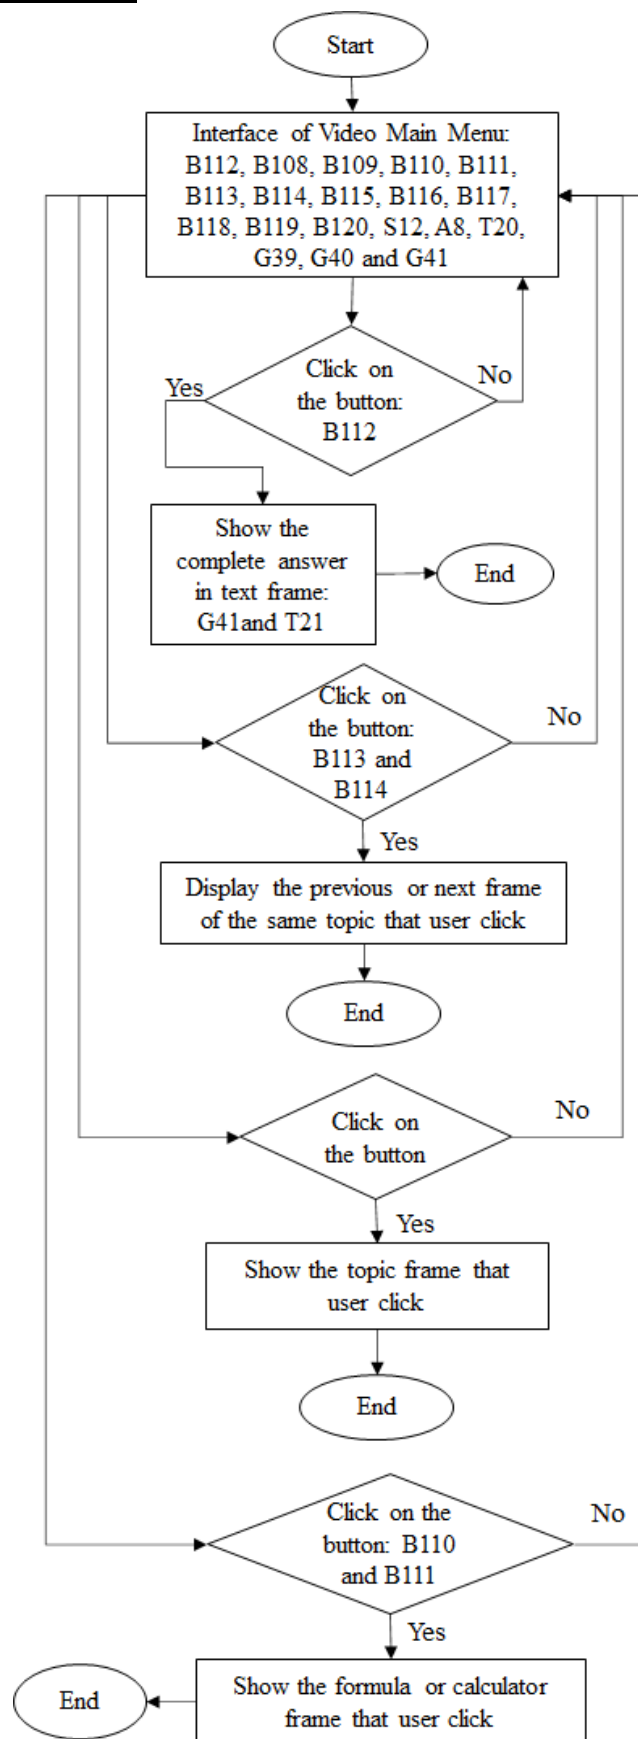 Start
Interface of Video Main Menu:
B112, B108, B109, B110, B111,
B113, B114, B115, B116, B117,
B118, B119, B120, S12, A8, T20,
G39, G40 and G41
Click on
the button:
B112
Yes
No
Show the
complete answer
in text frame:
G41and T21
End
Click on
the button:
B113 and
B114
No
Yes
Display the previous or next frame
of the same topic that user click
End
Click on
the button
No
Yes
Show the topic frame that
user click
End
Click on the
button: B110
and B111
No
Yes
Show the formula or calculator
frame that user click
End